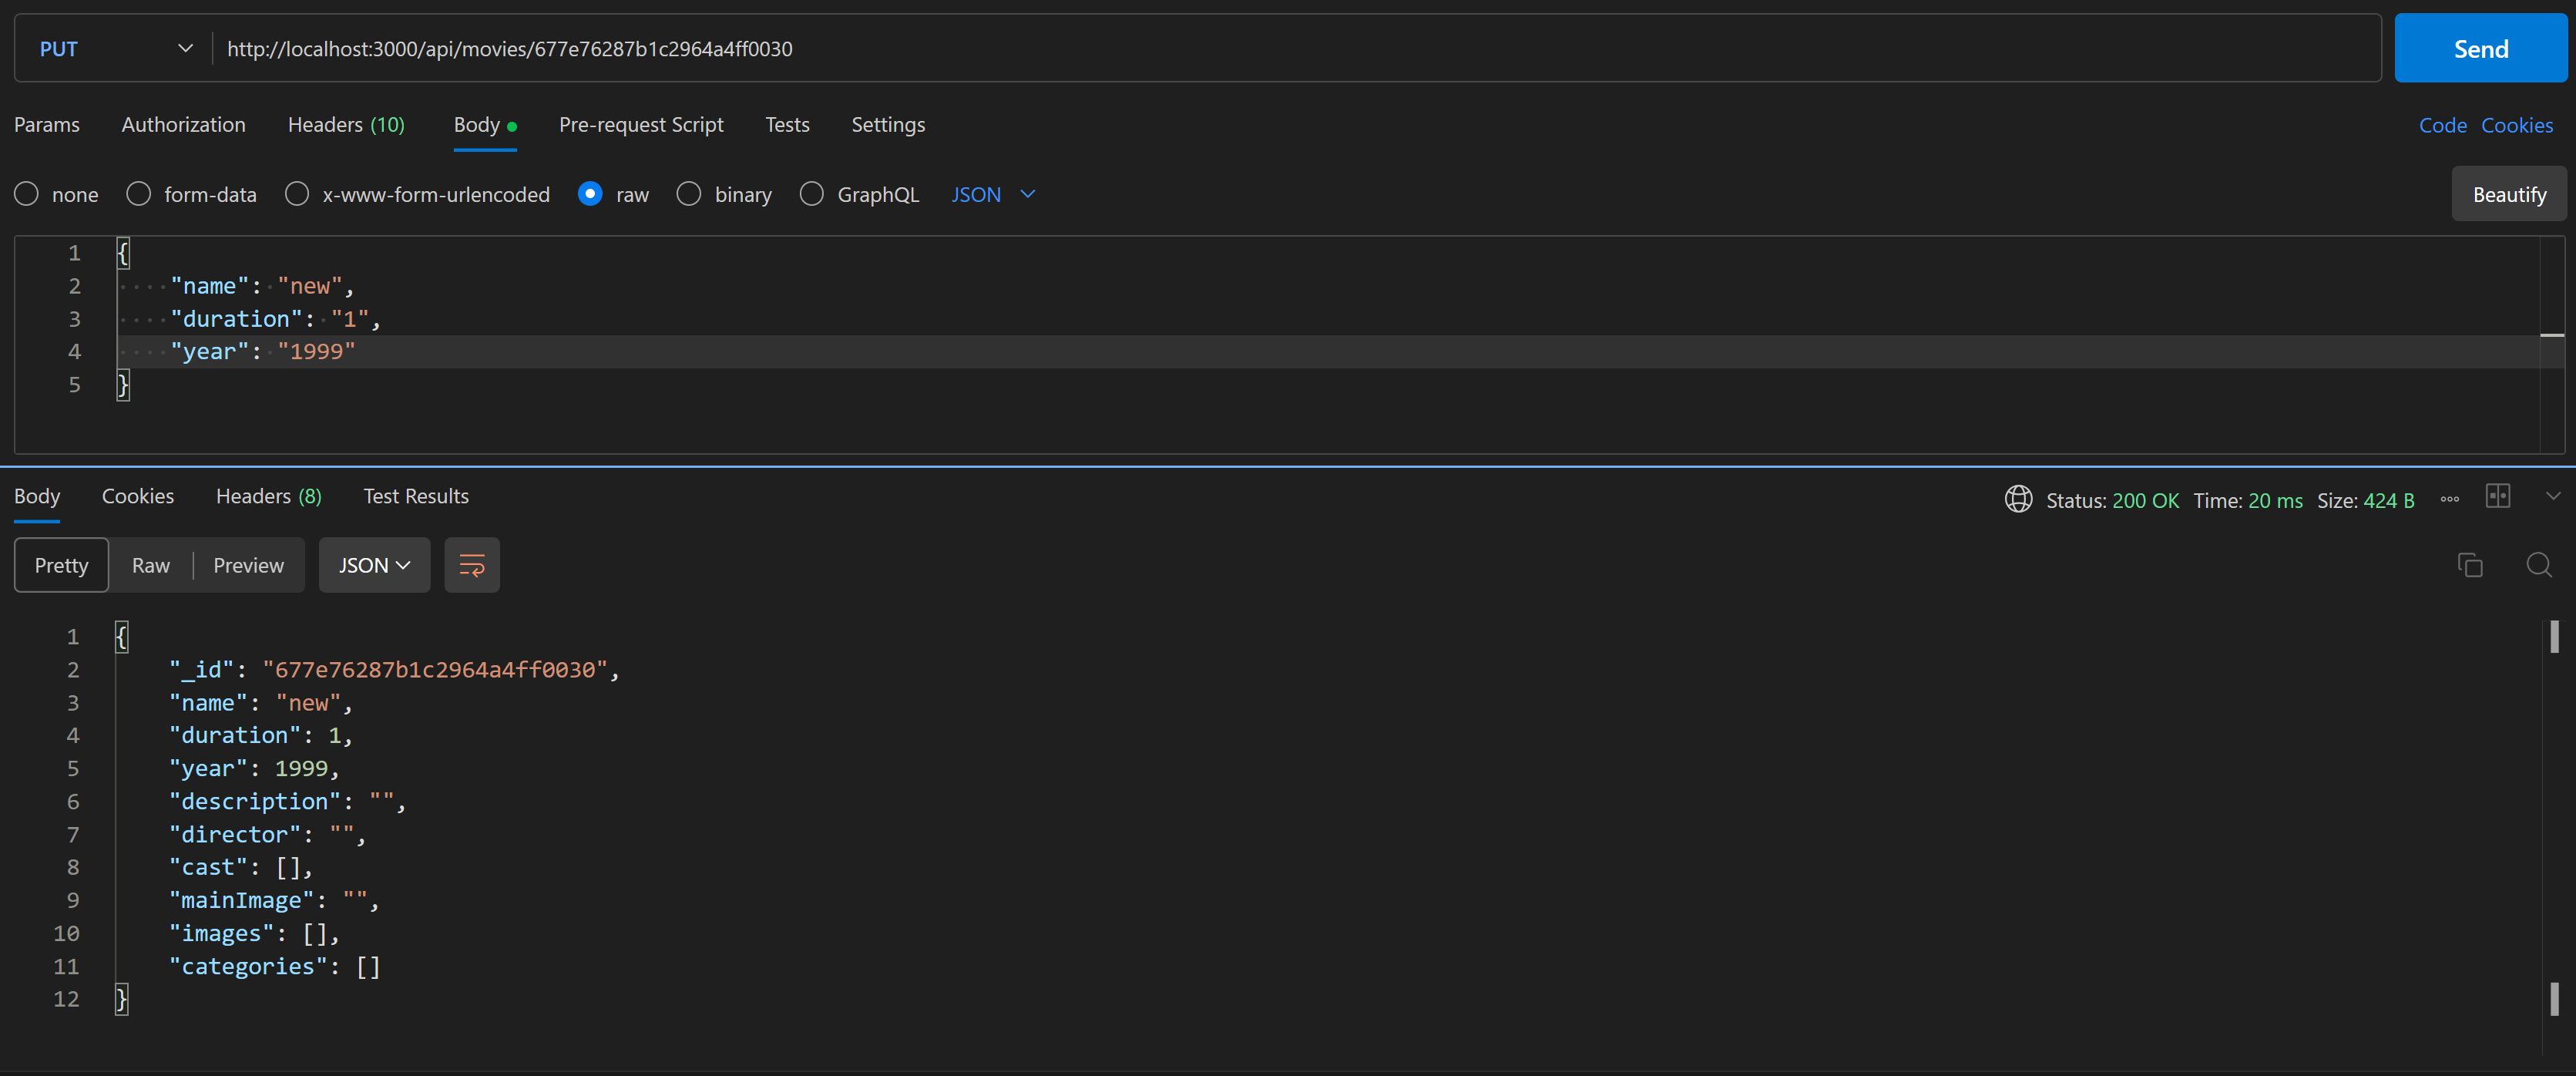 PUT http://localhost:3000/api/movies/677e76287b1c2964a4ff0030 Send
Params Authorization Headers (10) Body Pre-request Script Tests Settings Code Cookies
none form-data x-www-form-urlencoded raw binary GraphQL JSON Beautify
1 {
2 "name": "new",
3 "duration": "1",
4 "year": "1999"
5 }
Body Cookies Headers (8) Test Results Status: 200 OK Time: 20 ms Size: 424 B
Pretty Raw Preview JSON
1 {
2 "_id": "677e76287b1c2964a4ff0030",
3 "name": "new",
4 "duration": 1,
5 "year": 1999,
6 "description": "",
7 "director": "",
8 "cast": [],
9 "mainImage": "",
10 "images": [],
11 "categories": []
12 }